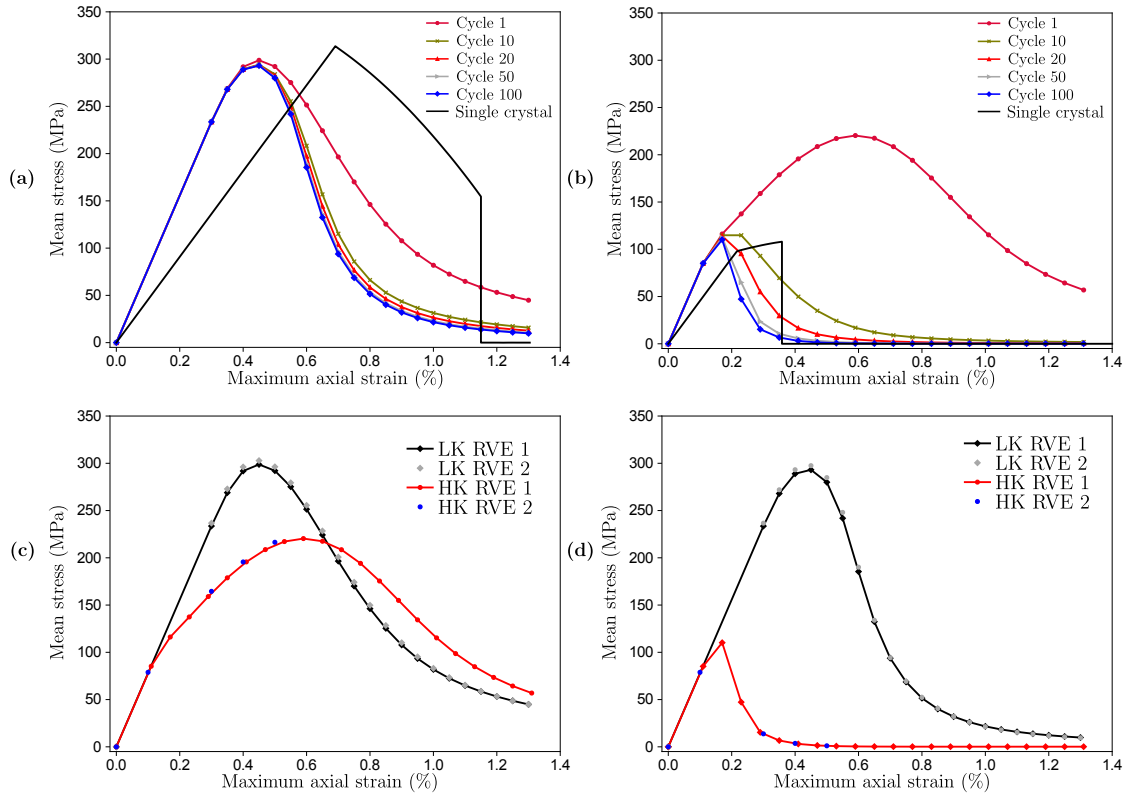 350
300
250
200
150
100
50
0
Mean stress (MPa)
(a)
Cycle 1
Cycle 10
Cycle 20
Cycle 50
Cycle 100
Single crystal
0.0 0.2 0.4 0.6 0.8 1.0 1.2 1.4
Maximum axial strain (%)
350
300
250
200
150
100
50
0
Mean stress (MPa)
(b)
Cycle 1
Cycle 10
Cycle 20
Cycle 50
Cycle 100
Single crystal
0.0 0.2 0.4 0.6 0.8 1.0 1.2 1.4
Maximum axial strain (%)
350
300
250
200
150
100
50
0
Mean stress (MPa)
(c)
LK RVE 1
LK RVE 2
HK RVE 1
HK RVE 2
0.0 0.2 0.4 0.6 0.8 1.0 1.2 1.4
Maximum axial strain (%)
350
300
250
200
150
100
50
0
Mean stress (MPa)
(d)
LK RVE 1
LK RVE 2
HK RVE 1
HK RVE 2
0.0 0.2 0.4 0.6 0.8 1.0 1.2 1.4
Maximum axial strain (%)